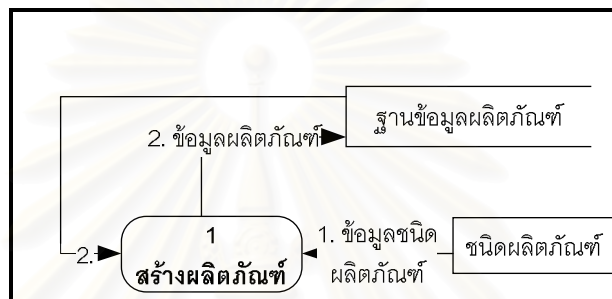 ฐานข้อมูลผลิตภัณฑ์
2. ข้อมูลผลิตภัณฑ์
2.
1
สร้างผลิตภัณฑ์
1. ข้อมูลชนิด
ผลิตภัณฑ์
ชนิดผลิตภัณฑ์